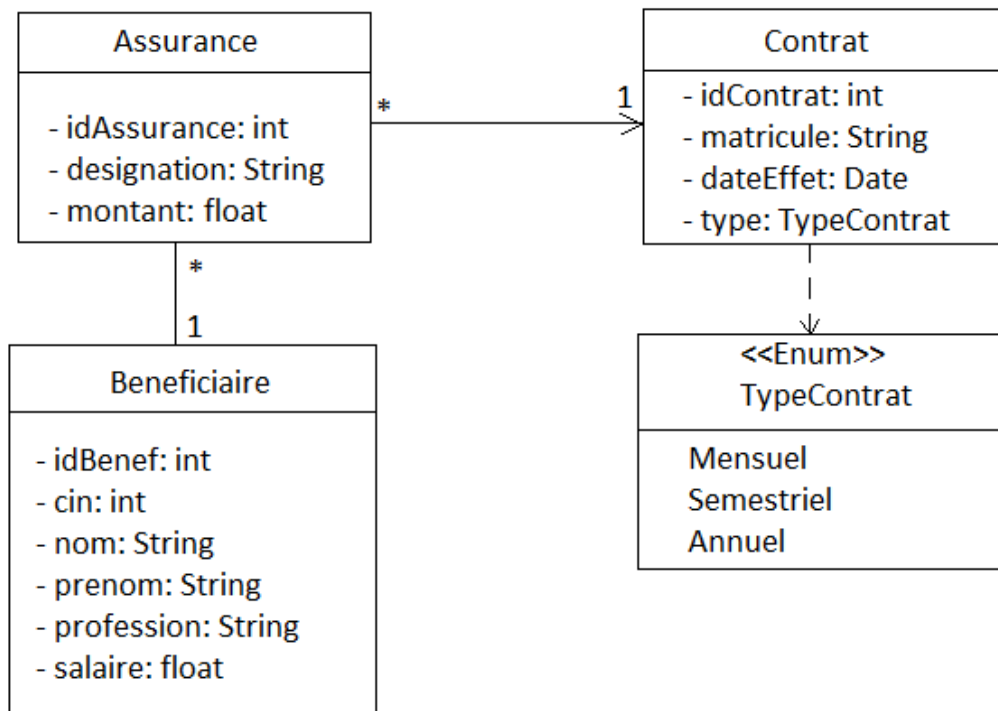 Assurance
- idAssurance: int
- designation: String
- montant: float
*
1
Contrat
- idContrat: int
- matricule: String
- dateEffet: Date
- type: TypeContrat
*
1
Beneficiaire
- idBenef: int
- cin: int
- nom: String
- prenom: String
- profession: String
- salaire: float
<<Enum>>
TypeContrat
Mensuel
Semestriel
Annuel